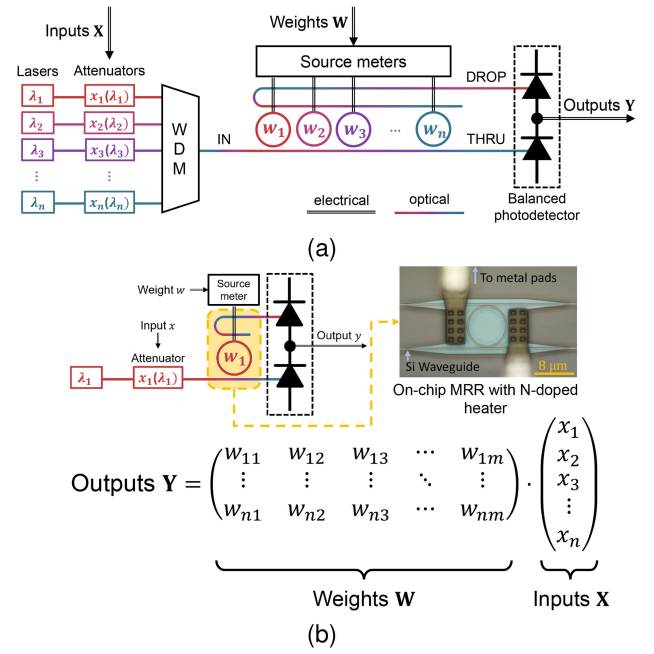 Inputs X
Weights W
Lasers Attenuators
Source meters
DROP
Outputs Y
λ1 x1(λ1)
λ2 x2(λ2)
λ3 x3(λ3)
⋮ ⋮
λn xn(λn)
WDM
IN
w1 w2 w3 ... wn
THRU
electrical optical
Balanced
photodetector
(a)
Weight w
Source
meter
Input x
Attenuator
λ1 x1(λ1)
w1
Output y
To metal pads
Si Waveguide
8 μm
On-chip MRR with N-doped
heater
Outputs Y = ( w11 w12 w13 ⋯ w1m
⋮ ⋮ ⋮ ⋱ ⋮
wn1 wn2 wn3 ⋯ wnm ) · ( x1
x2
x3
⋮
xn )
Weights W Inputs X
(b)